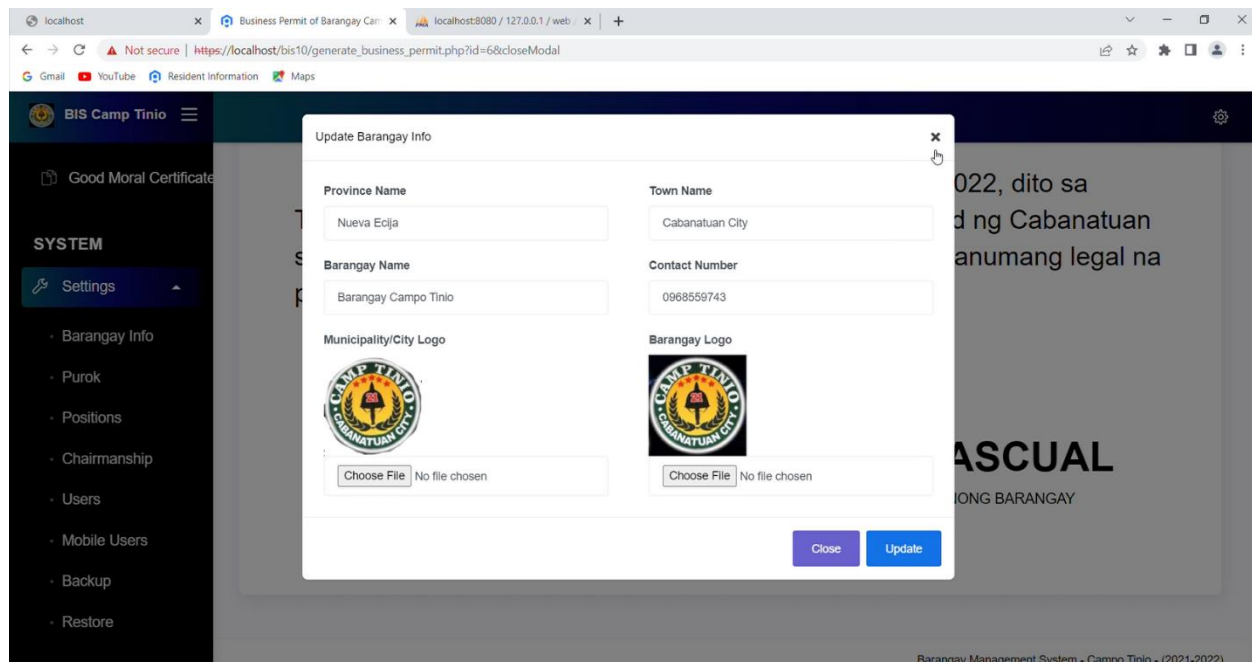 localhost
Business Permit of Barangay Cam
localhost:8080 / 127.0.0.1 / web
Not secure | https://localhost/bis10/generate_business_permit.php?id=6&closeModal
Gmail YouTube Resident Information Maps
BIS Camp Tinio
Good Moral Certificate
SYSTEM
Settings
Barangay Info
Purok
Positions
Chairmanship
Users
Mobile Users
Backup
Restore
Update Barangay Info
Province Name Town Name
Nueva Ecija Cabanatuan City
Barangay Name Contact Number
Barangay Campo Tinio 0968559743
Municipality/City Logo Barangay Logo
CAMP TINIO 21 CABANATUAN CITY
CAMP TINIO 21 CABANATUAN CITY
Choose File No file chosen Choose File No file chosen
Close Update
022, dito sa
d ng Cabanatuan
anumang legal na
ASCUAL
NONG BARANGAY
Barangay Management System - Campo Tinio - (2021-2022)